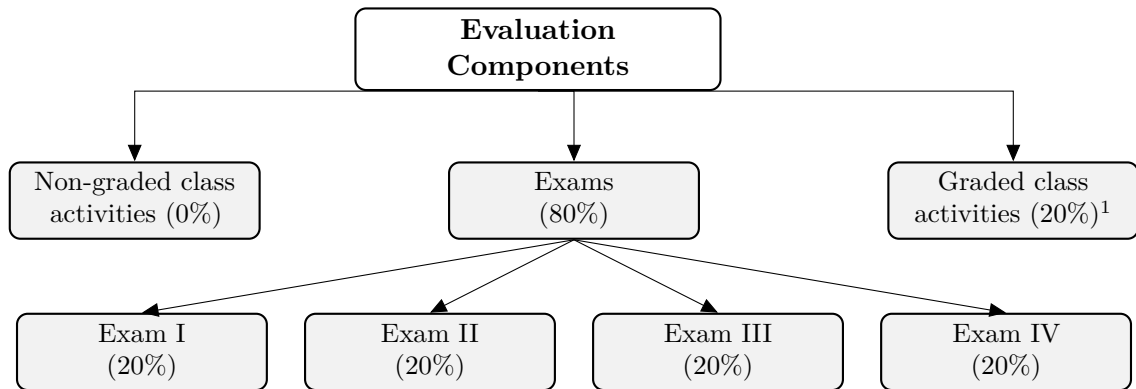 Evaluation
Components
Non-graded class
activities (0%)
Exams
(80%)
Graded class
activities (20%)¹
Exam I
(20%)
Exam II
(20%)
Exam III
(20%)
Exam IV
(20%)